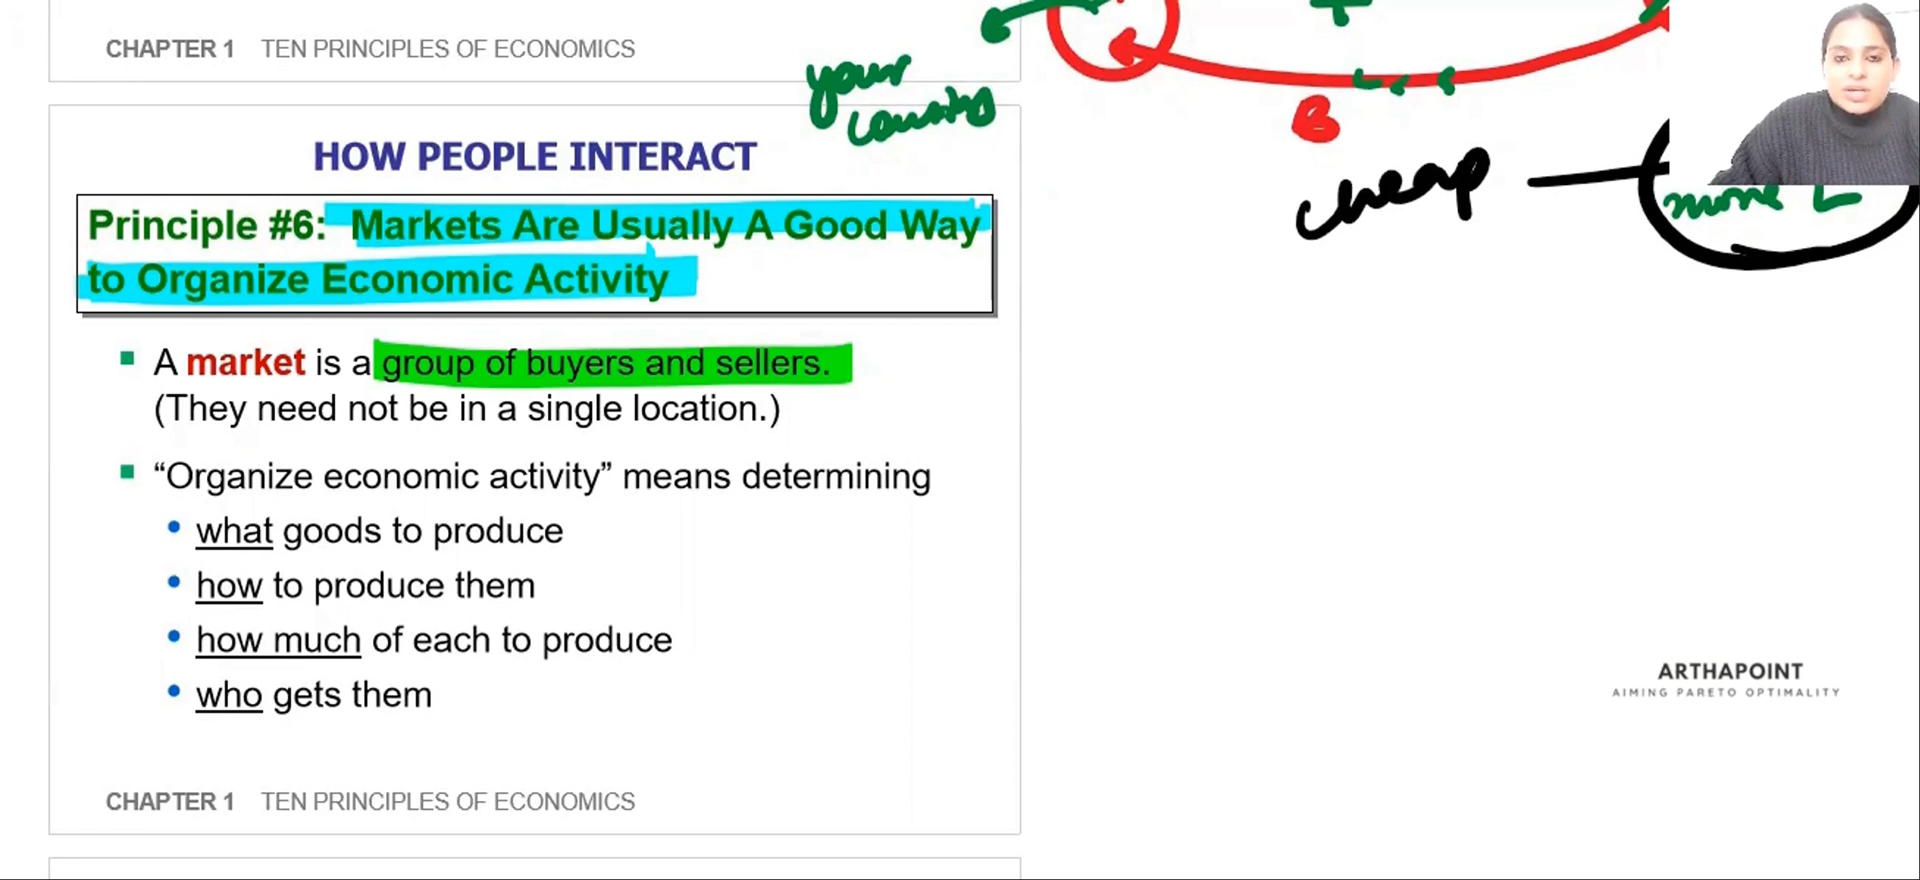 CHAPTER 1 TEN PRINCIPLES OF ECONOMICS
your
country
B
cheap
more L
HOW PEOPLE INTERACT
Principle #6: Markets Are Usually A Good Way
to Organize Economic Activity
A market is a group of buyers and sellers.
(They need not be in a single location.)
“Organize economic activity” means determining
what goods to produce
how to produce them
how much of each to produce
who gets them
ARTHAPOINT
AIMING PARETO OPTIMALITY
CHAPTER 1 TEN PRINCIPLES OF ECONOMICS